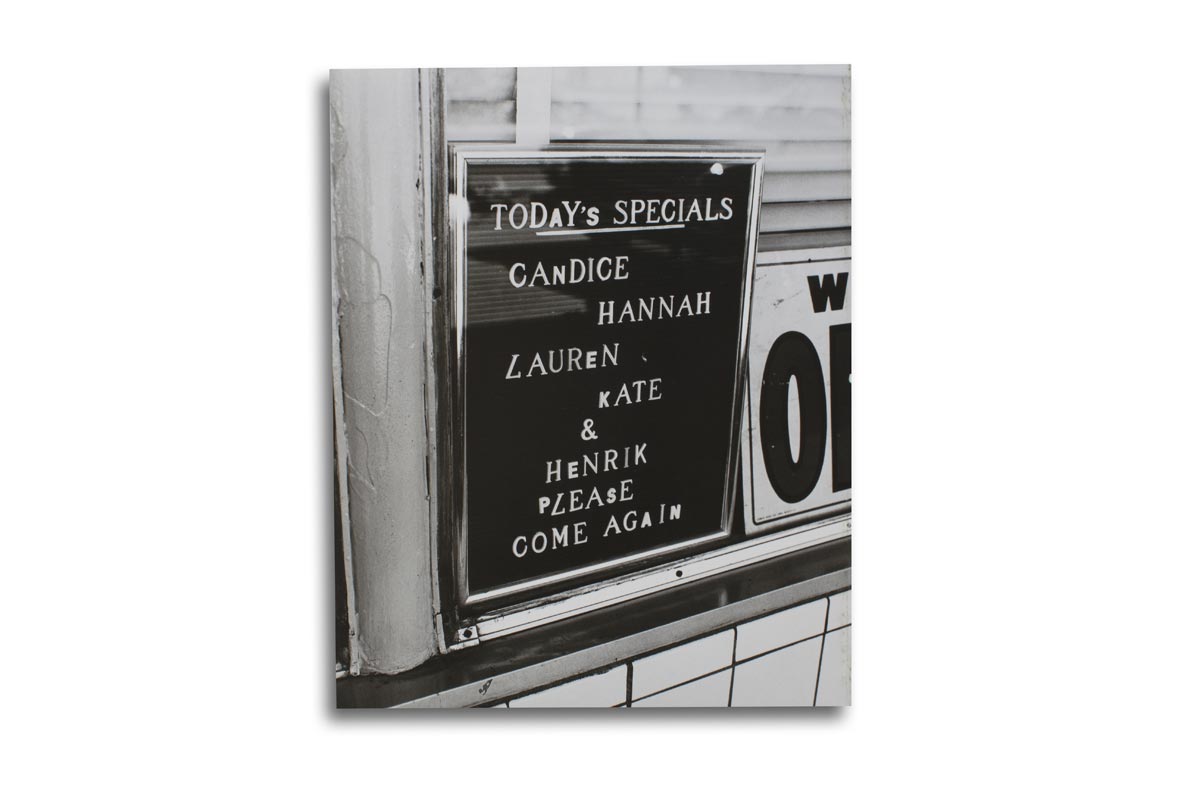 TODAY'S SPECIALS
CANDICE
HANNAH
LAUREN
KATE
&
HENRIK
PLEASE
COME AGAIN
W
O